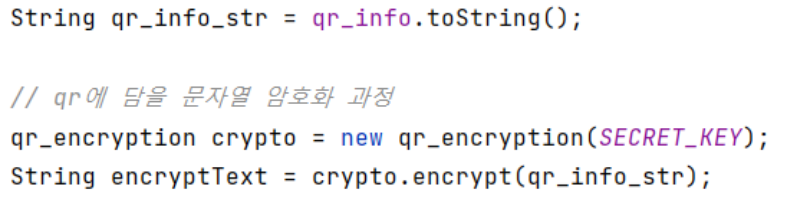 String qr_info_str = qr_info.toString();
// qr에 담을 문자열 암호화 과정
qr_encryption crypto = new qr_encryption(SECRET_KEY);
String encryptText = crypto.encrypt(qr_info_str);